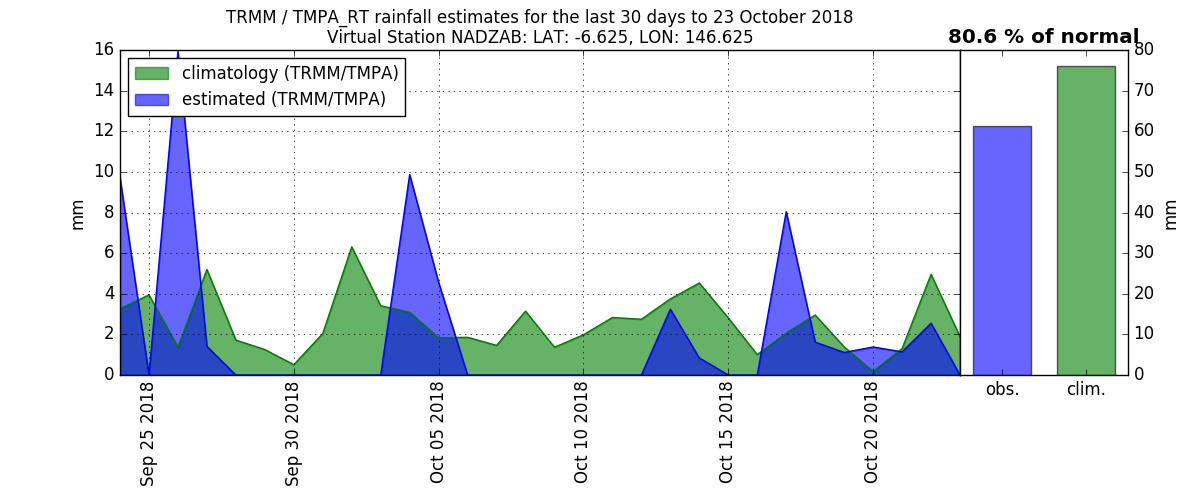 TRMM / TMPA_RT rainfall estimates for the last 30 days to 23 October 2018
Virtual Station NADZAB: LAT: -6.625, LON: 146.625
80.6 % of normal
climatology (TRMM/TMPA)
estimated (TRMM/TMPA)
mm
16
14
12
10
8
6
4
2
0
Sep 25 2018
Sep 30 2018
Oct 05 2018
Oct 10 2018
Oct 15 2018
Oct 20 2018
obs.
clim.
80
70
60
50
40
30
20
10
0
mm